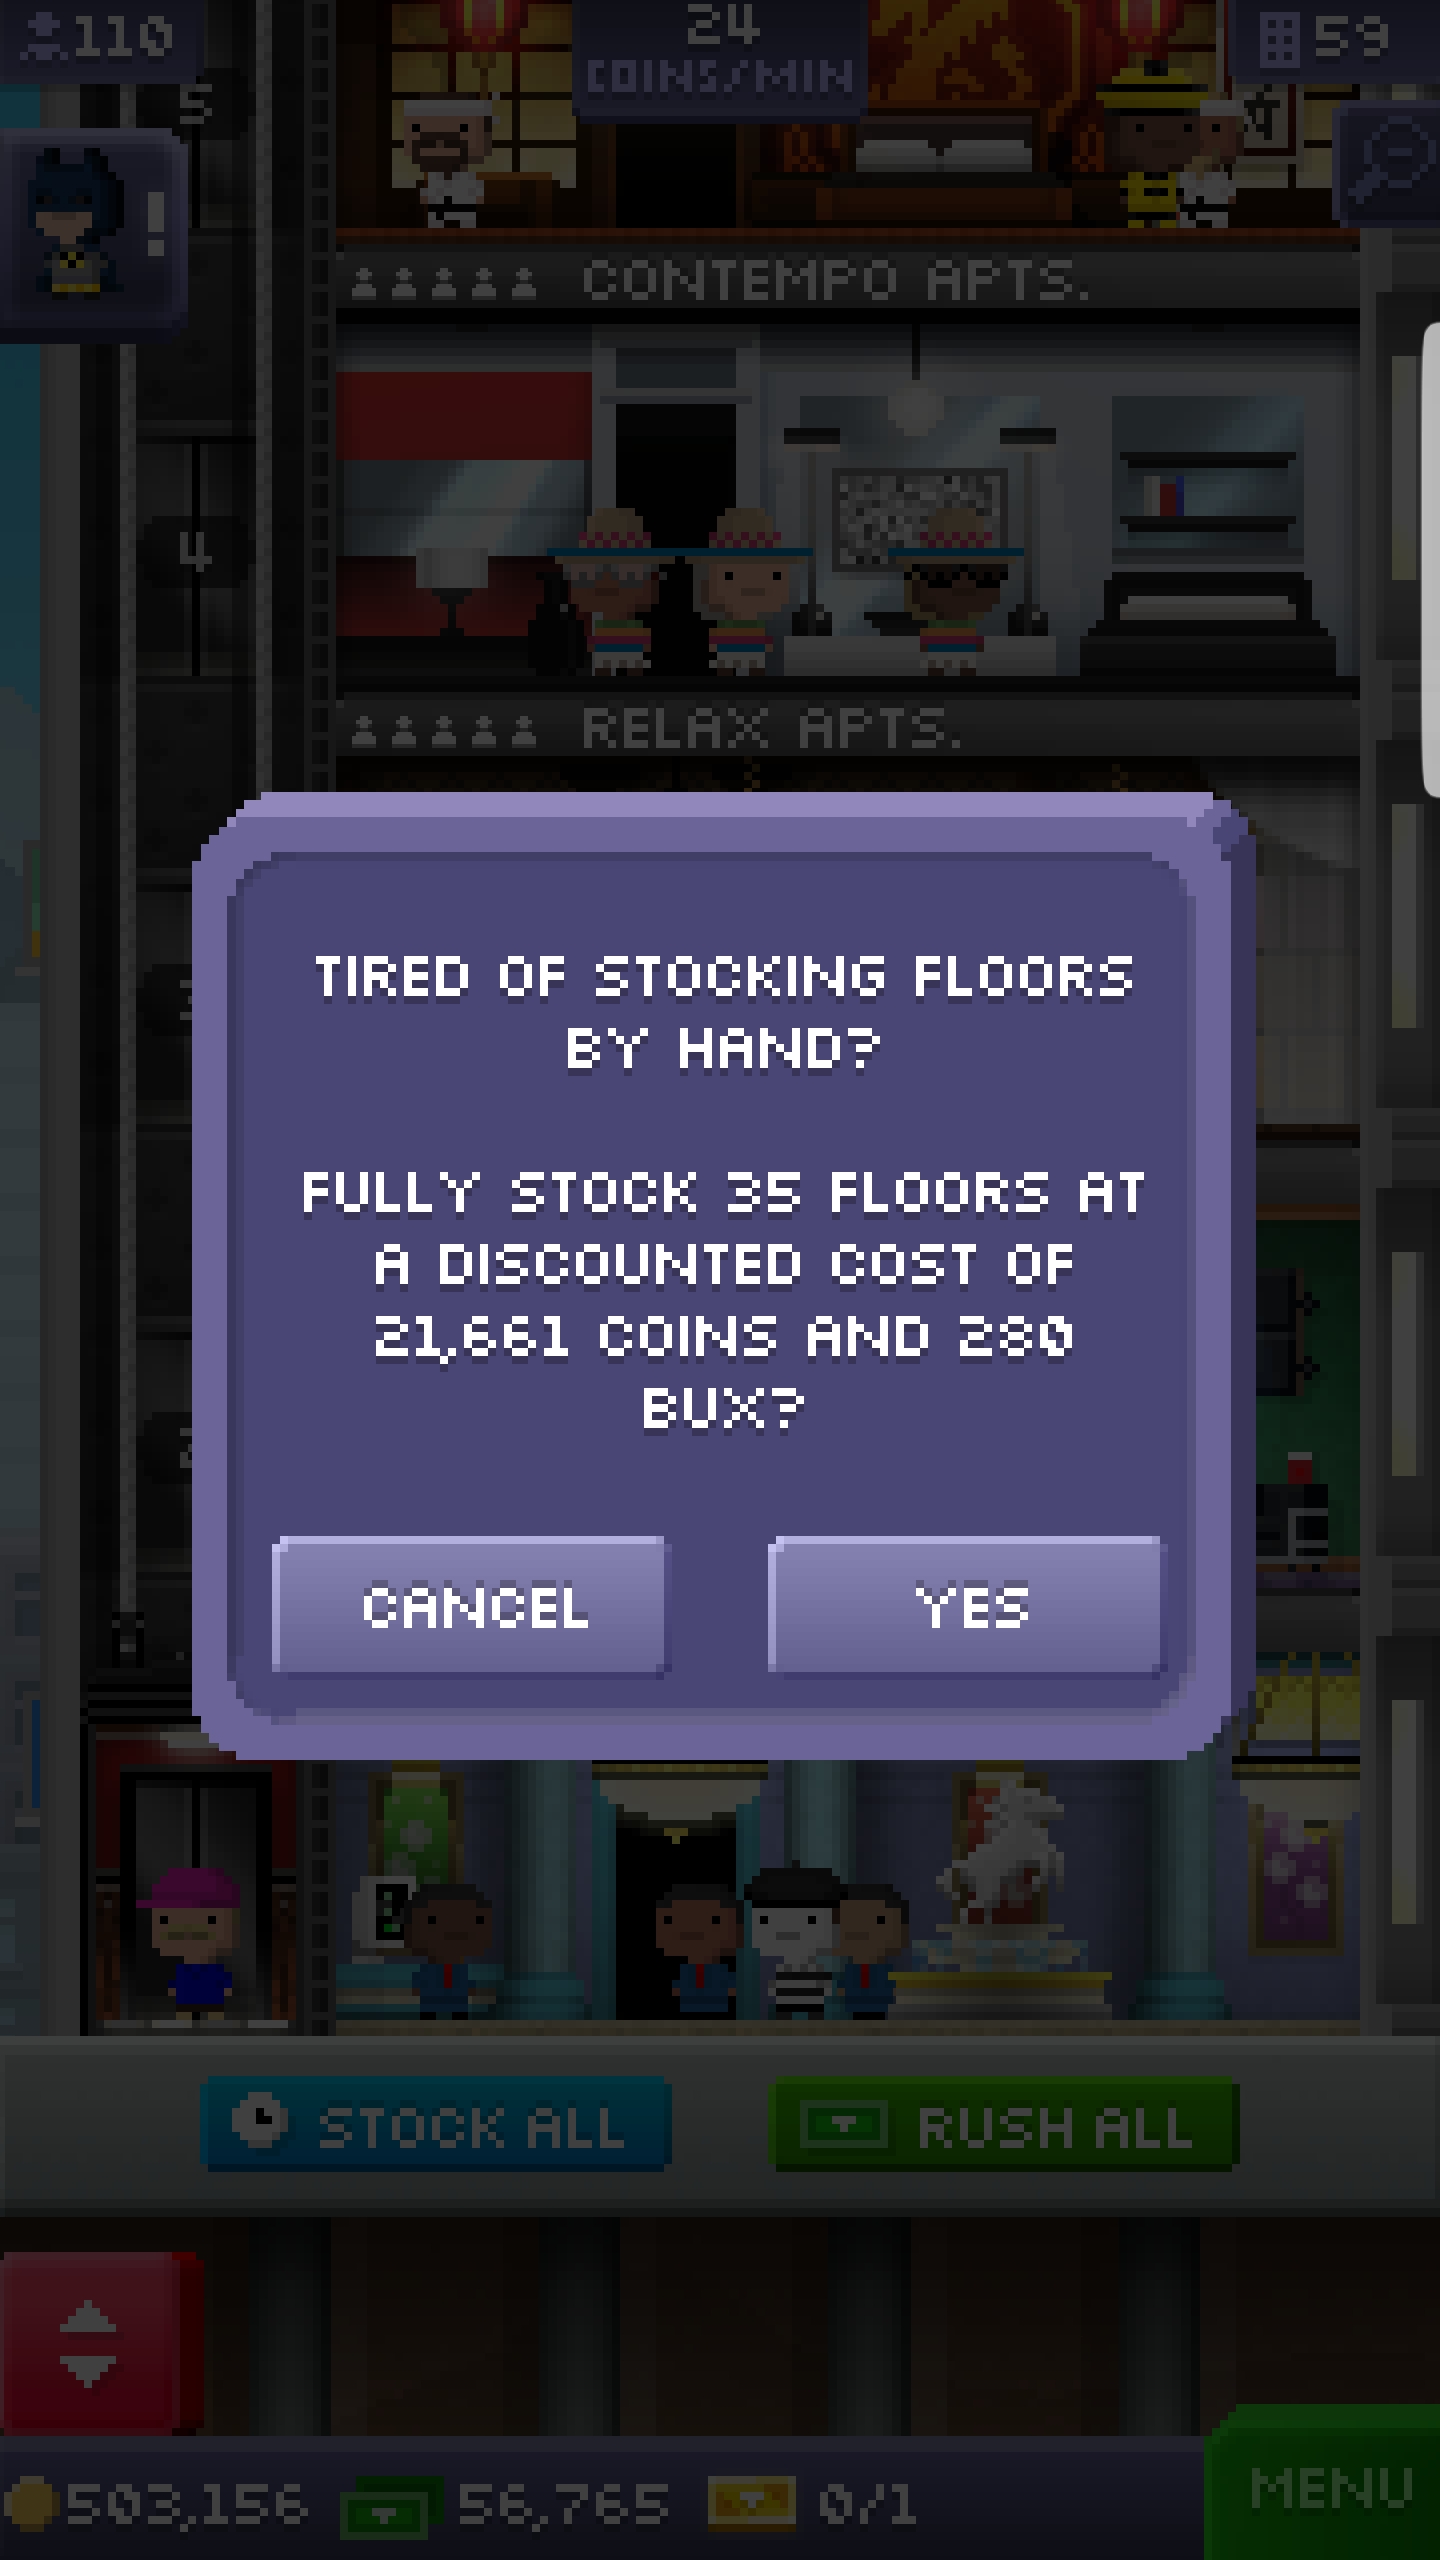 110
24
COINS/MIN
59
5
CONTEMPO APTS.
4
RELAX APTS.
TIRED OF STOCKING FLOORS
BY HAND?
FULLY STOCK 35 FLOORS AT
A DISCOUNTED COST OF
21,661 COINS AND 280
BUX?
CANCEL
YES
STOCK ALL
RUSH ALL
503,156
56,765
0/1
MENU